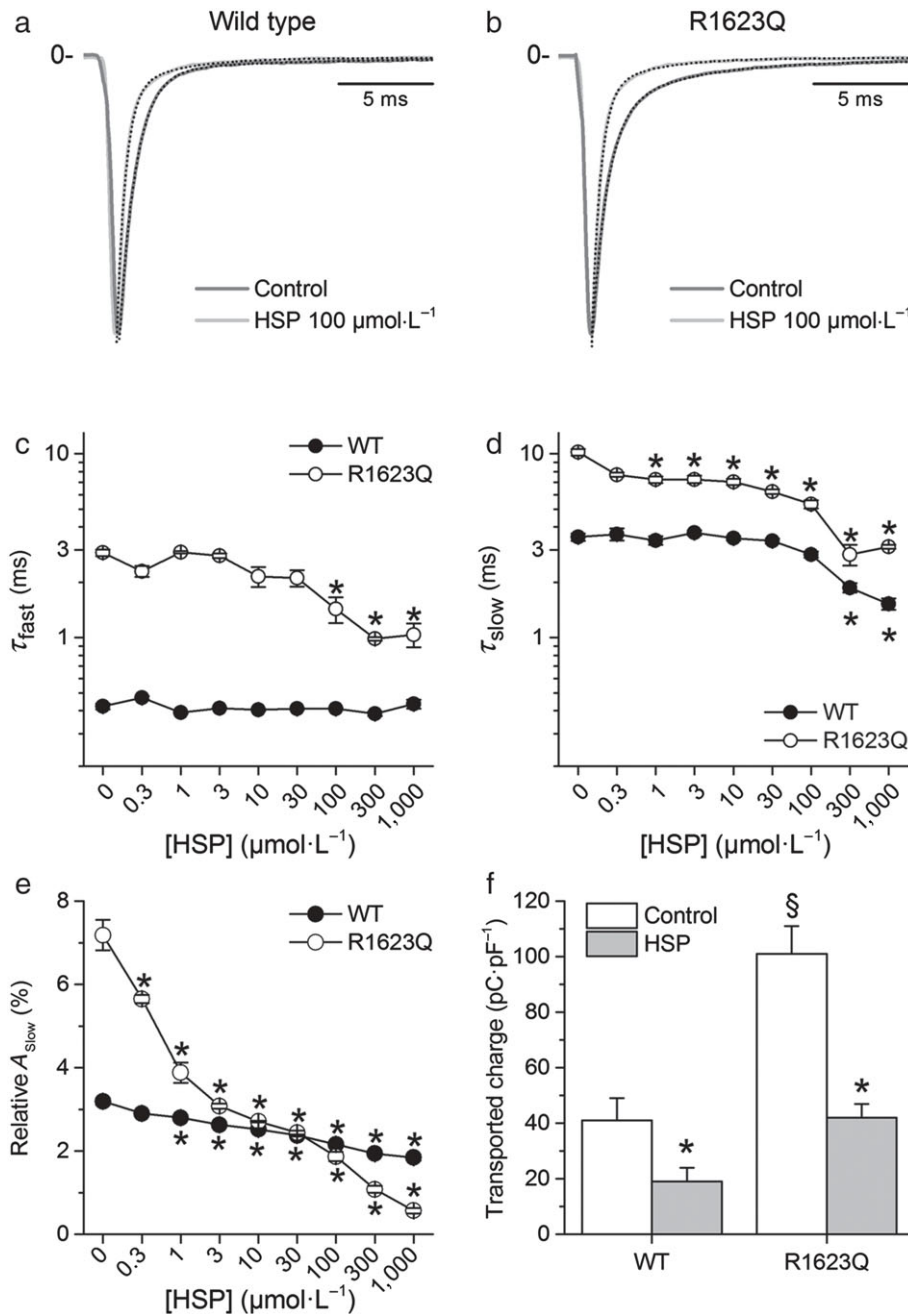 a
Wild type
0-
5 ms
Control
HSP 100 µmol·L⁻¹
b
R1623Q
5 ms
Control
HSP 100 µmol·L⁻¹
c
WT
R1623Q
10
3
1
τfast (ms)
0 0.3 1 3 10 30 100 300 1,000
[HSP] (µmol·L⁻¹)
* * *
d
10
3
1
τslow (ms)
* * * * * * *
* *
WT
R1623Q
0 0.3 1 3 10 30 100 300 1,000
[HSP] (µmol·L⁻¹)
e
WT
R1623Q
8
6
4
2
0
Relative Aslow (%)
* * * * * * * *
* * * * * * *
0 0.3 1 3 10 30 100 300 1,000
[HSP] (µmol·L⁻¹)
f
Control
HSP
120
100
80
60
40
20
0
Transported charge (pC·pF⁻¹)
§
*
*
WT R1623Q